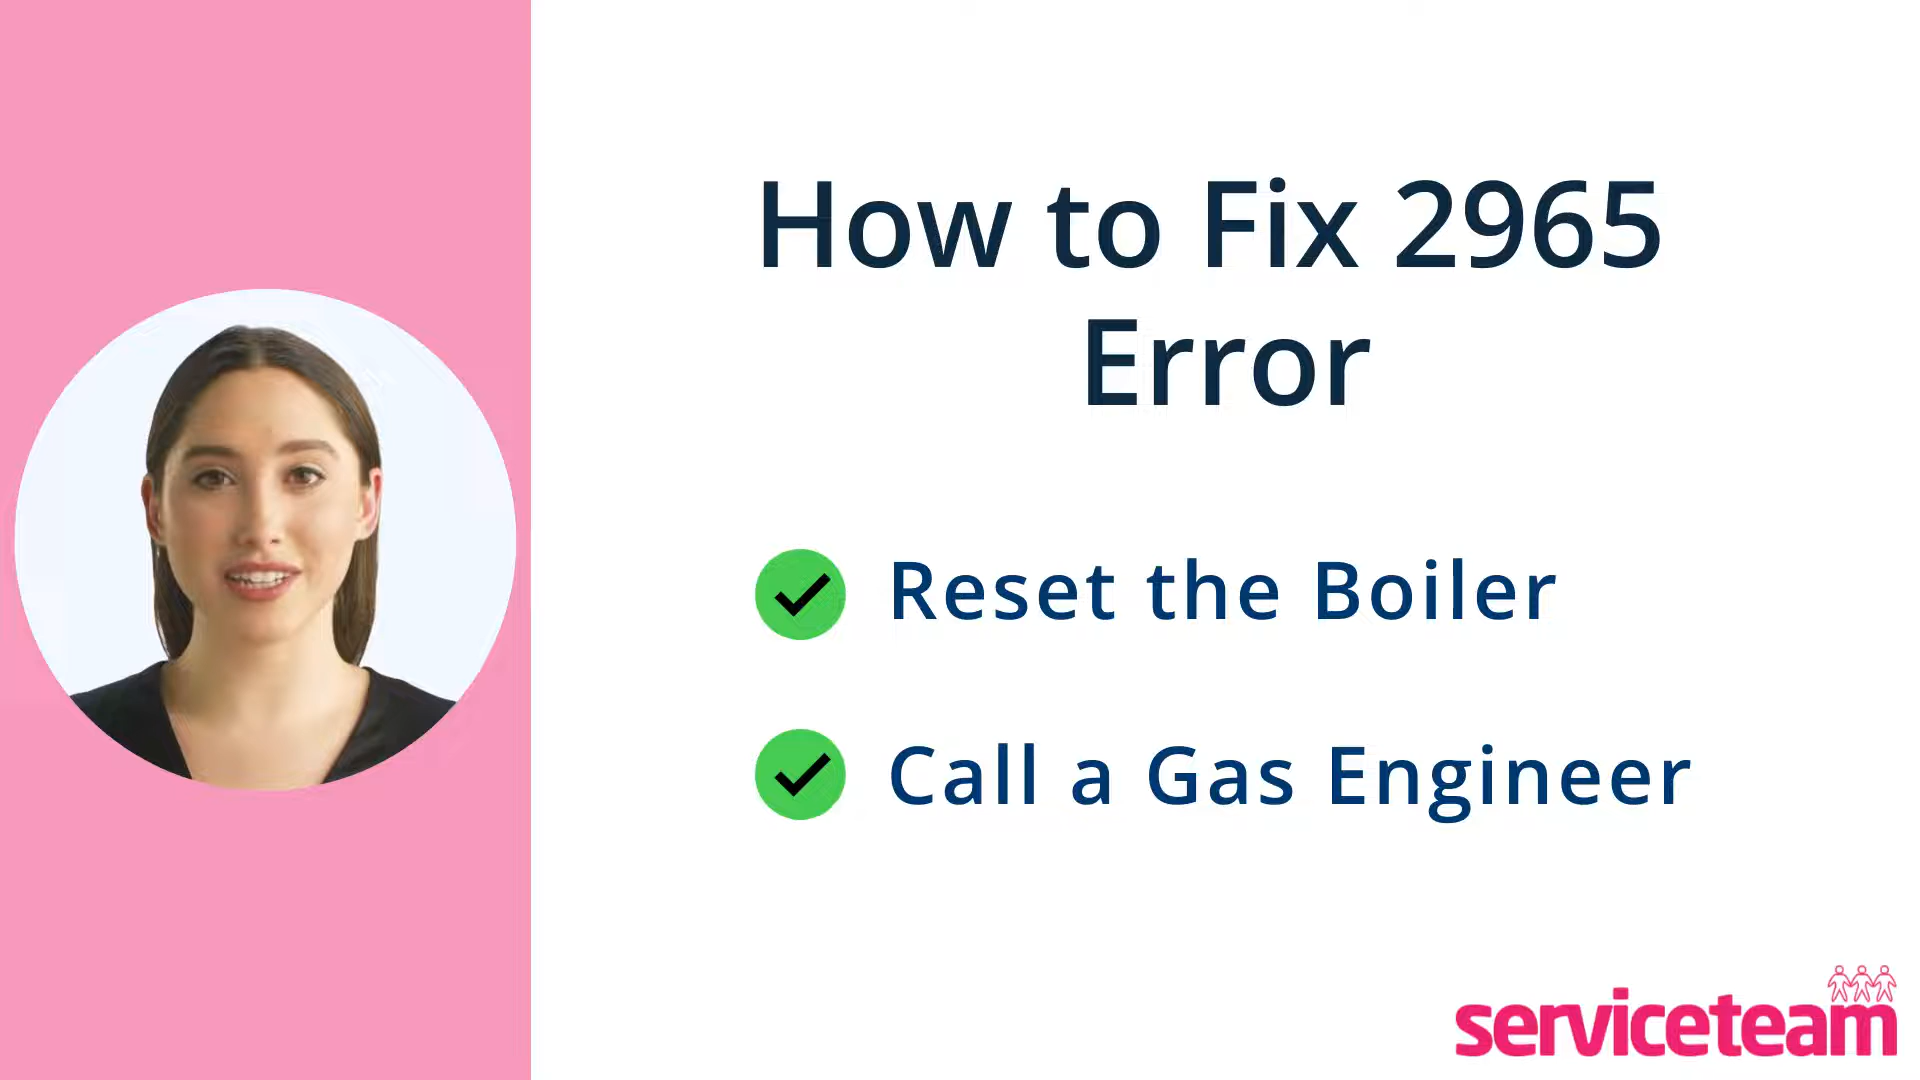 How to Fix 2965
Error
Reset the Boiler
Call a Gas Engineer
serviceteam